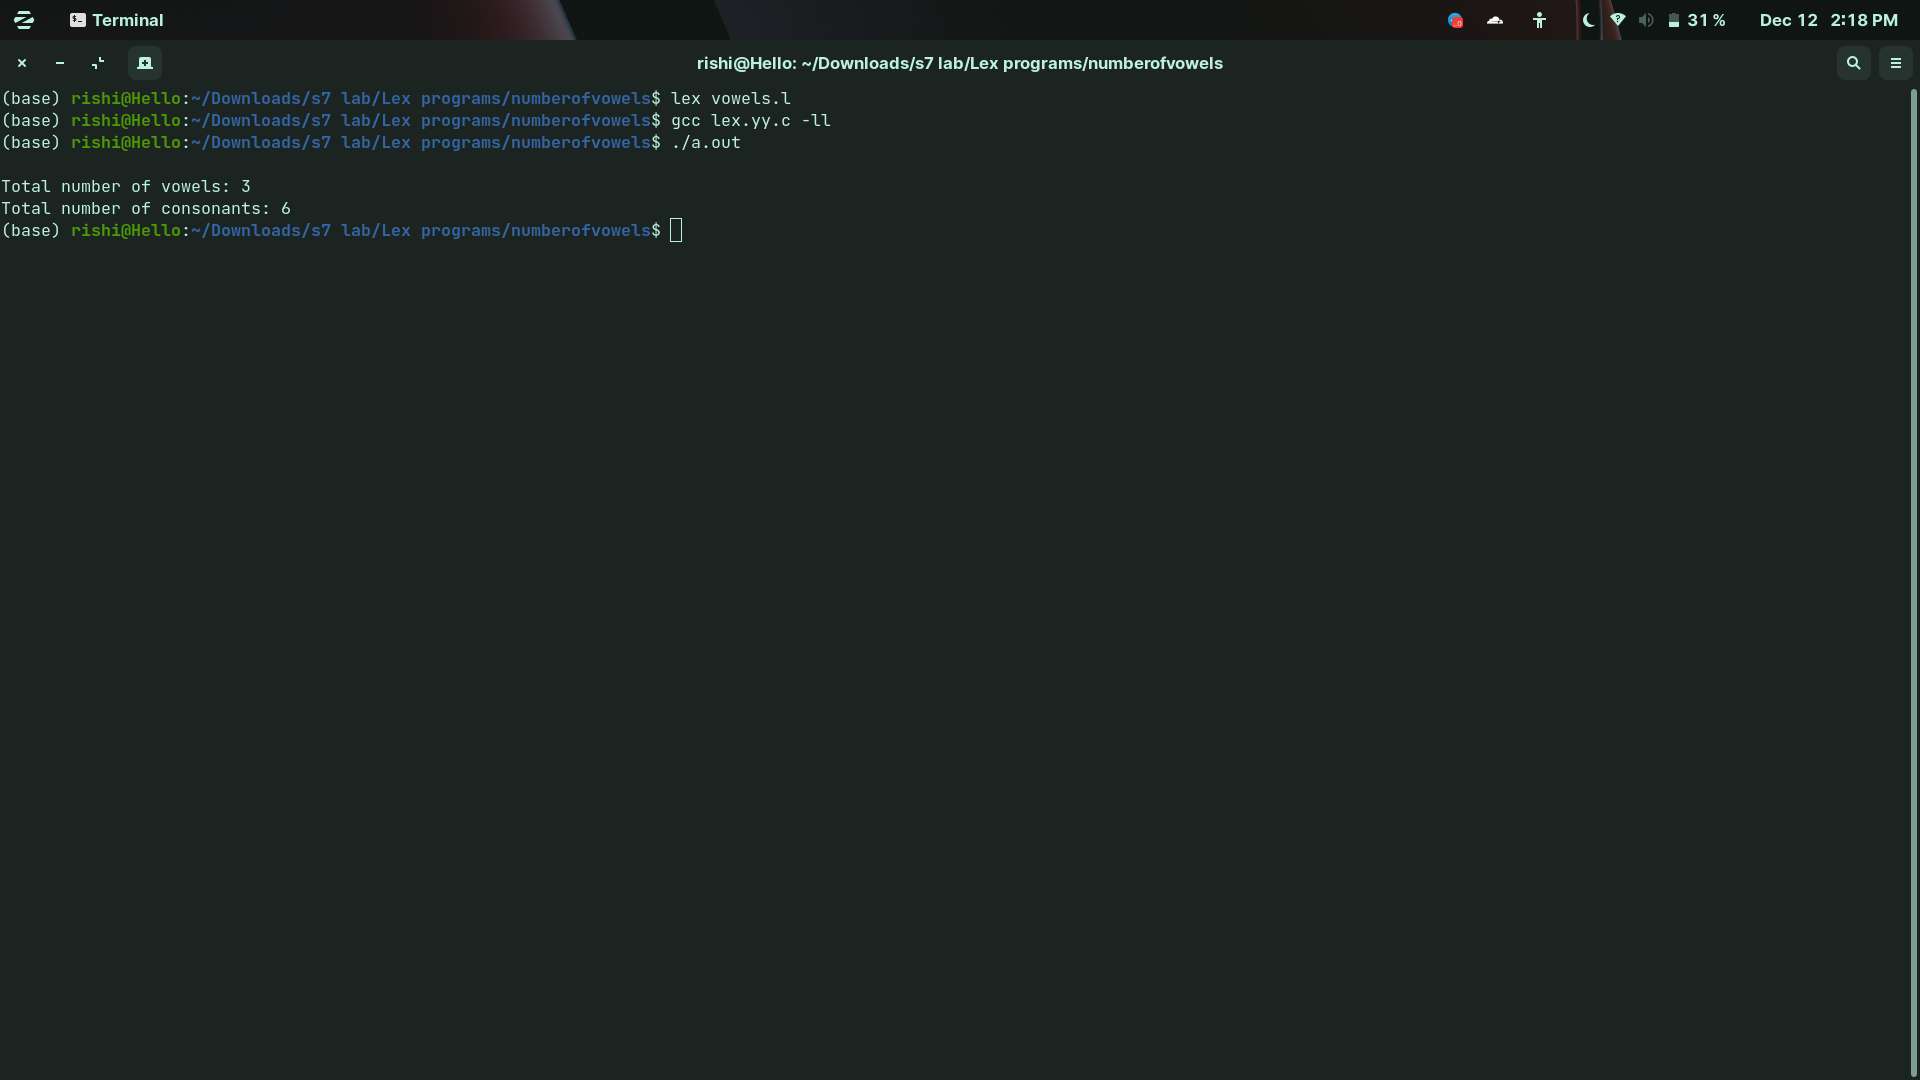 Terminal
31 %
Dec 12 2:18 PM
rishi@Hello: ~/Downloads/s7 lab/Lex programs/numberofvowels
(base) rishi@Hello:~/Downloads/s7 lab/Lex programs/numberofvowels$ lex vowels.l
(base) rishi@Hello:~/Downloads/s7 lab/Lex programs/numberofvowels$ gcc lex.yy.c -ll
(base) rishi@Hello:~/Downloads/s7 lab/Lex programs/numberofvowels$ ./a.out
Total number of vowels: 3
Total number of consonants: 6
(base) rishi@Hello:~/Downloads/s7 lab/Lex programs/numberofvowels$